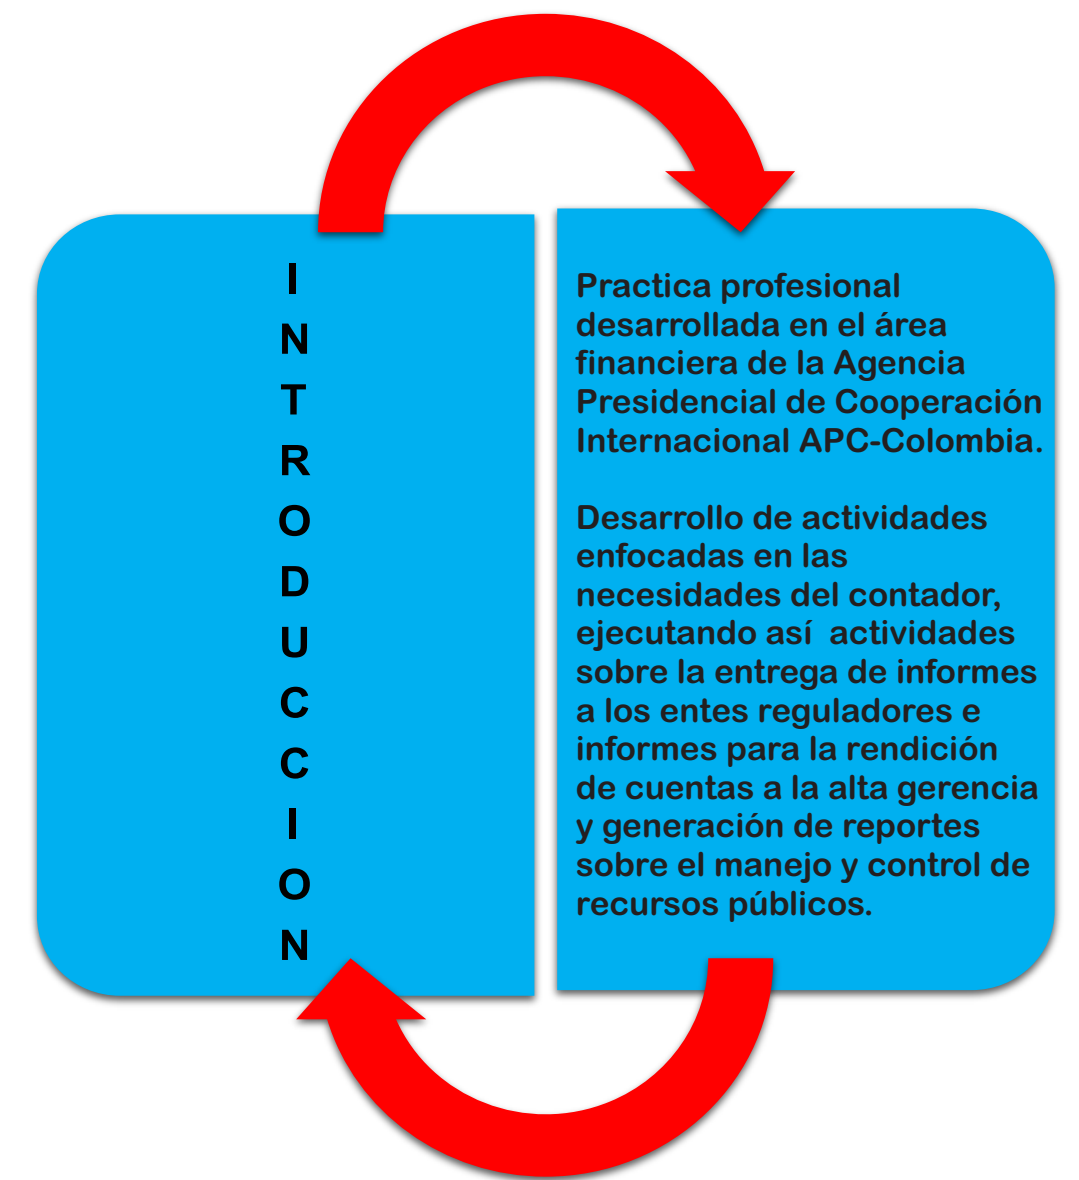 I
N
T
R
O
D
U
C
C
I
O
N
Practica profesional
desarrollada en el área
financiera de la Agencia
Presidencial de Cooperación
Internacional APC-Colombia.
Desarrollo de actividades
enfocadas en las
necesidades del contador,
ejecutando así  actividades
sobre la entrega de informes
a los entes reguladores e
informes para la rendición
de cuentas a la alta gerencia
y generación de reportes
sobre el manejo y control de
recursos públicos.